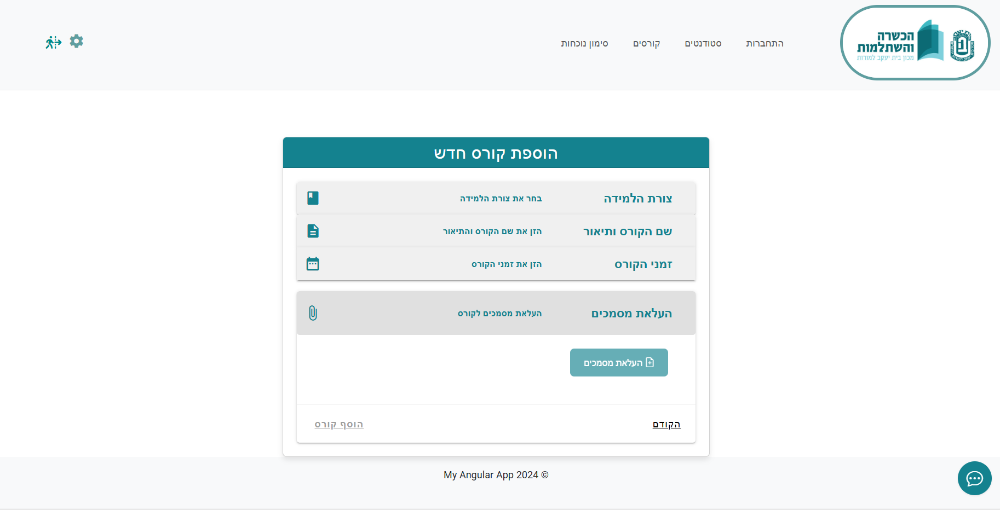 הכשרה
והשתלמות
מכון בית יעקב למורות
התחברות
סטודנטים
קורסים
סימון נוכחות
הוספת קורס חדש
צורת הלמידה
בחר את צורת הלמידה
שם הקורס ותיאור
הזן את שם הקורס והתיאור
זמני הקורס
הזן את זמני הקורס
העלאת מסמכים
העלאת מסמכים לקורס
העלאת מסמכים
הקודם
הוסף קורס
My Angular App 2024 ©